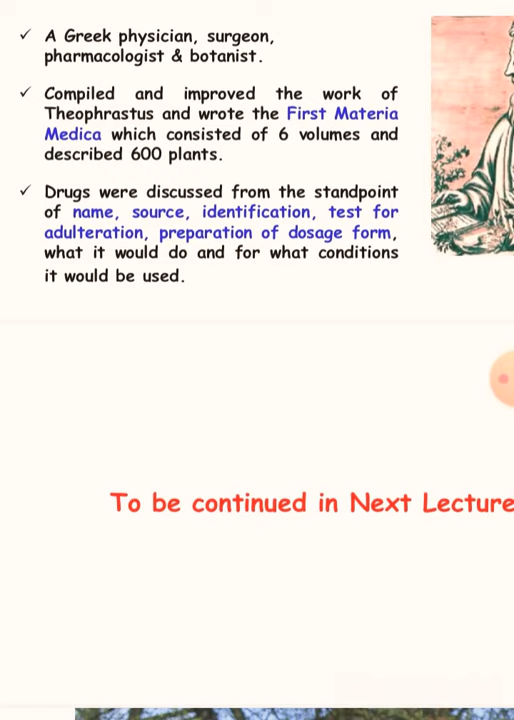 ✓ A Greek physician, surgeon,
pharmacologist & botanist.
✓ Compiled and improved the work of
Theophrastus and wrote the First Materia
Medica which consisted of 6 volumes and
described 600 plants.
✓ Drugs were discussed from the standpoint
of name, source, identification, test for
adulteration, preparation of dosage form,
what it would do and for what conditions
it would be used.
To be continued in Next Lecture